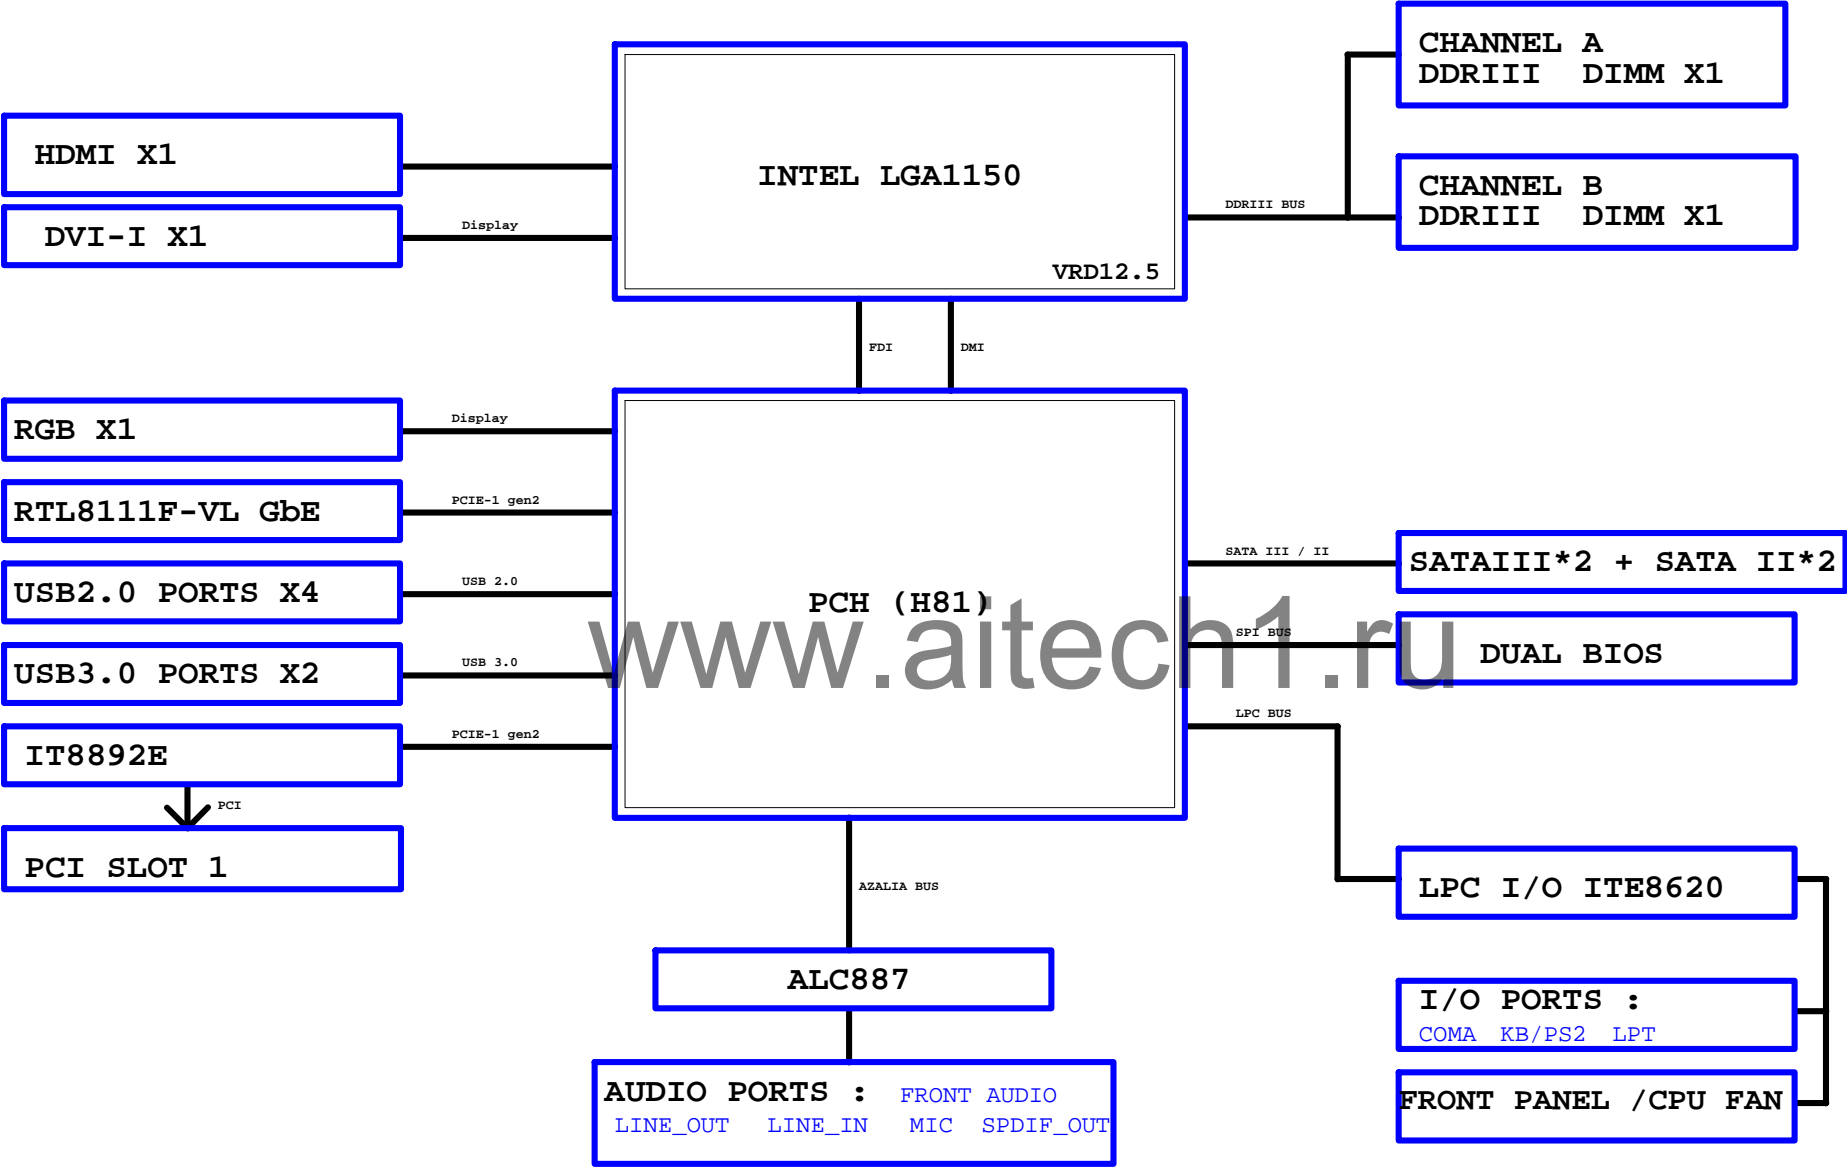 CHANNEL A
DDRIII DIMM X1
HDMI X1
INTEL LGA1150
CHANNEL B
DDRIII DIMM X1
DDRIII BUS
DVI-I X1
Display
VRD12.5
FDI
DMI
RGB X1
Display
RTL8111F-VL GbE
PCIE-1 gen2
SATA III / II
SATAIII*2 + SATA II*2
USB2.0 PORTS X4
USB 2.0
PCH (H81)
www.aitech1.ru
SPI BUS
DUAL BIOS
USB3.0 PORTS X2
USB 3.0
LPC BUS
IT8892E
PCIE-1 gen2
PCI
PCI SLOT 1
AZALIA BUS
LPC I/O ITE8620
ALC887
I/O PORTS :
COMA KB/PS2 LPT
AUDIO PORTS : FRONT AUDIO
LINE_OUT LINE_IN MIC SPDIF_OUT
FRONT PANEL /CPU FAN